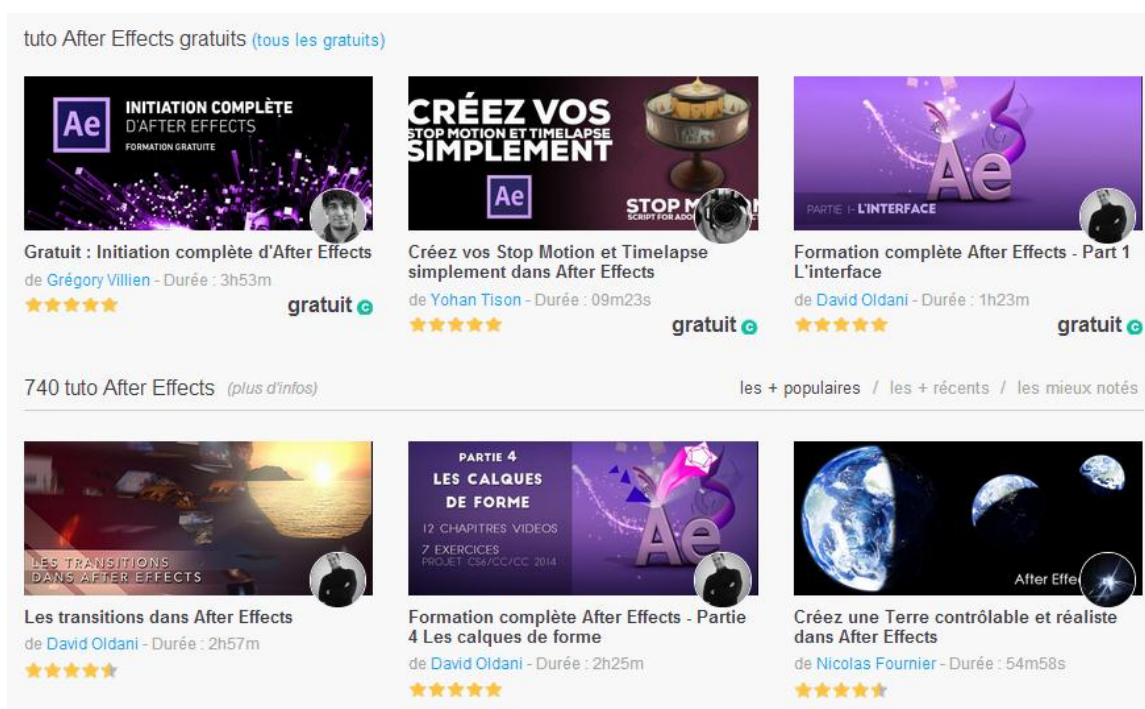 tuto After Effects gratuits (tous les gratuits)
Ae
INITIATION COMPLÈTE
D'AFTER EFFECTS
FORMATION GRATUITE
CRÉEZ VOS
STOP MOTION ET TIMELAPSE
SIMPLEMENT
Ae
STOP
SCRIPT FOR
Ae
PARTIE 1- L'INTERFACE
Gratuit : Initiation complète d'After Effects
de Grégory Villien - Durée : 3h53m
gratuit c
Créez vos Stop Motion et Timelapse
simplement dans After Effects
de Yohan Tison - Durée : 09m23s
gratuit c
Formation complète After Effects - Part 1
L'interface
de David Oldani - Durée : 1h23m
gratuit c
740 tuto After Effects (plus d'infos)
les + populaires / les + récents / les mieux notés
LES TRANSITIONS
DANS AFTER EFFECTS
PARTIE 4
LES CALQUES
DE FORME
12 CHAPITRES VIDEOS
7 EXERCICES
PROJET CS6/CC/CC 2014
Ae
After Effe
Les transitions dans After Effects
de David Oldani - Durée : 2h57m
Formation complète After Effects - Partie
4 Les calques de forme
de David Oldani - Durée : 2h25m
Créez une Terre contrôlable et réaliste
dans After Effects
de Nicolas Fournier - Durée : 54m58s